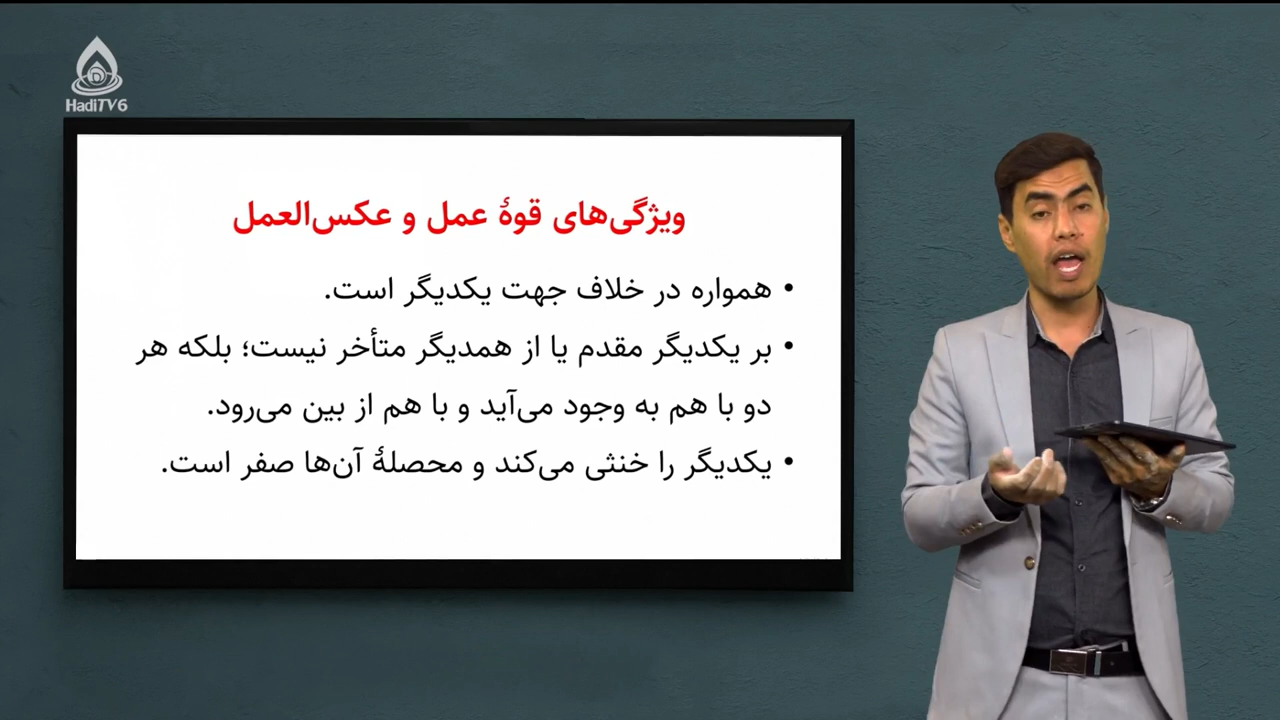 HadiTV6
ویژگی‌های قوهٔ عمل و عکس‌العمل
• همواره در خلاف جهت یکدیگر است.
• بر یکدیگر مقدم یا از همدیگر متأخر نیست؛ بلکه هر
دو با هم به وجود می‌آید و با هم از بین می‌رود.
• یکدیگر را خنثی می‌کند و محصلهٔ آن‌ها صفر است.